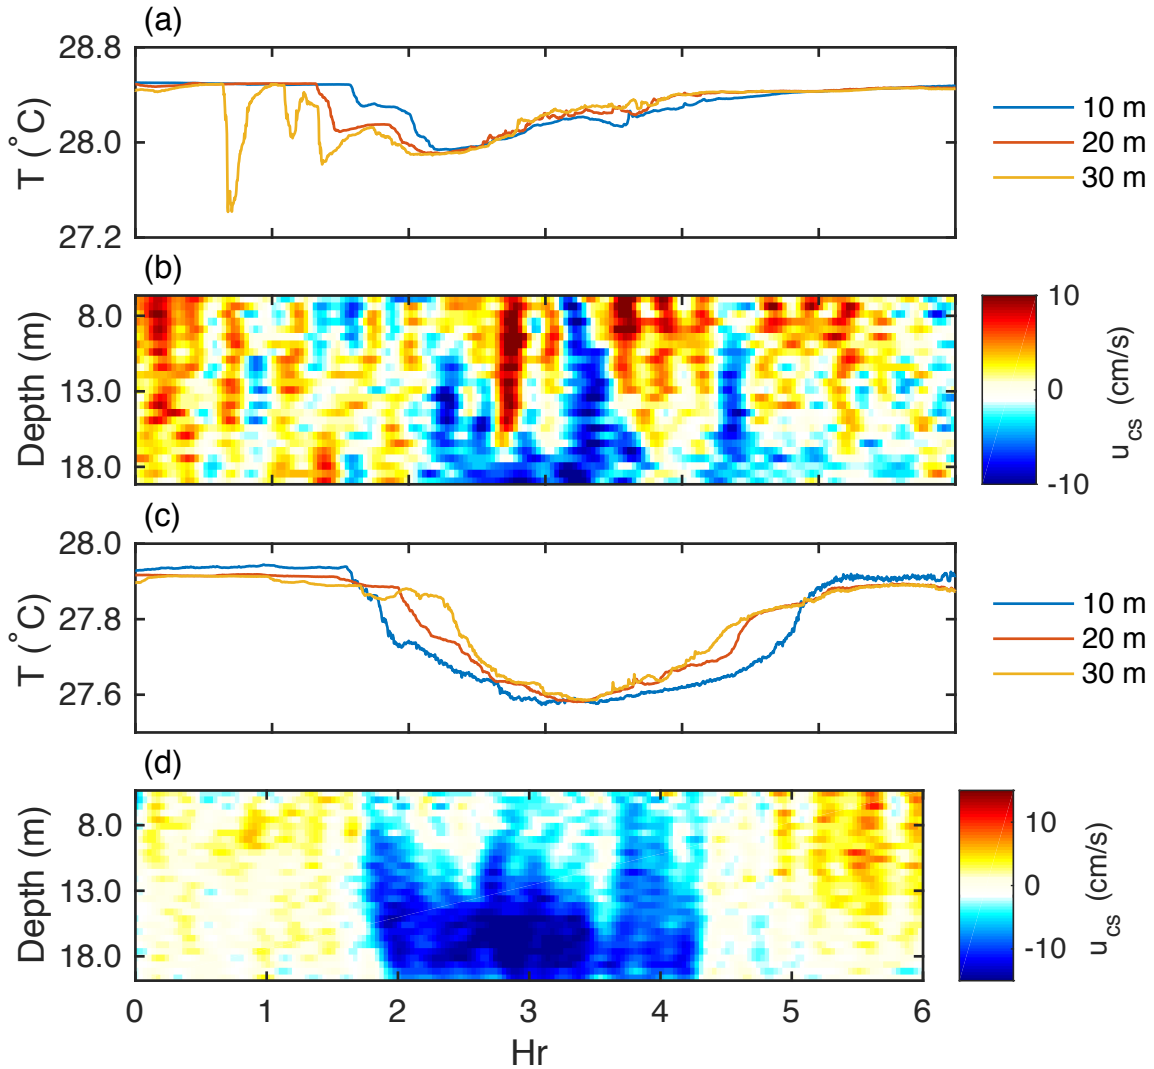 (a)
28.8
28.0
27.2
T (°C)
10 m
20 m
30 m
(b)
8.0
13.0
18.0
Depth (m)
10
0
-10
u_cs (cm/s)
(c)
28.0
27.8
27.6
T (°C)
10 m
20 m
30 m
(d)
8.0
13.0
18.0
Depth (m)
10
0
-10
u_cs (cm/s)
0 1 2 3 4 5 6
Hr